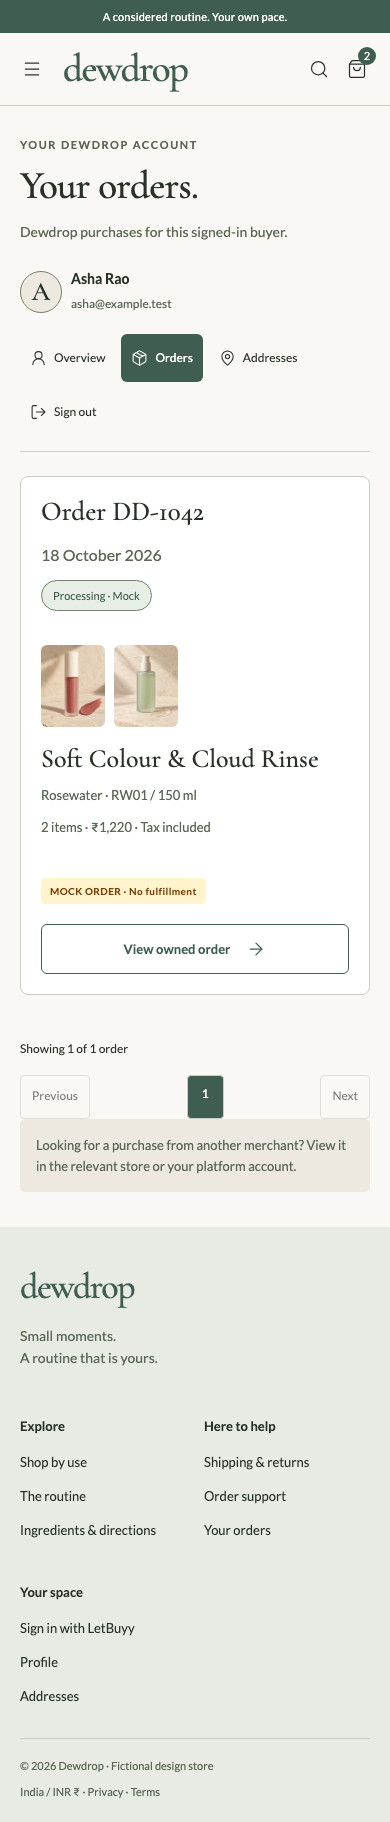 A considered routine. Your own pace.
dewdrop
2
YOUR DEWDROP ACCOUNT
Your orders.
Dewdrop purchases for this signed-in buyer.
A
Asha Rao
asha@example.test
Overview
Orders
Addresses
Sign out
Order DD-1042
18 October 2026
Processing · Mock
Soft Colour & Cloud Rinse
Rosewater · RW01 / 150 ml
2 items · ₹1,220 · Tax included
MOCK ORDER · No fulfillment
View owned order
Showing 1 of 1 order
Previous
1
Next
Looking for a purchase from another merchant? View it
in the relevant store or your platform account.
dewdrop
Small moments.
A routine that is yours.
Explore
Shop by use
The routine
Ingredients & directions
Here to help
Shipping & returns
Order support
Your orders
Your space
Sign in with LetBuyy
Profile
Addresses
© 2026 Dewdrop · Fictional design store
India / INR ₹ · Privacy · Terms